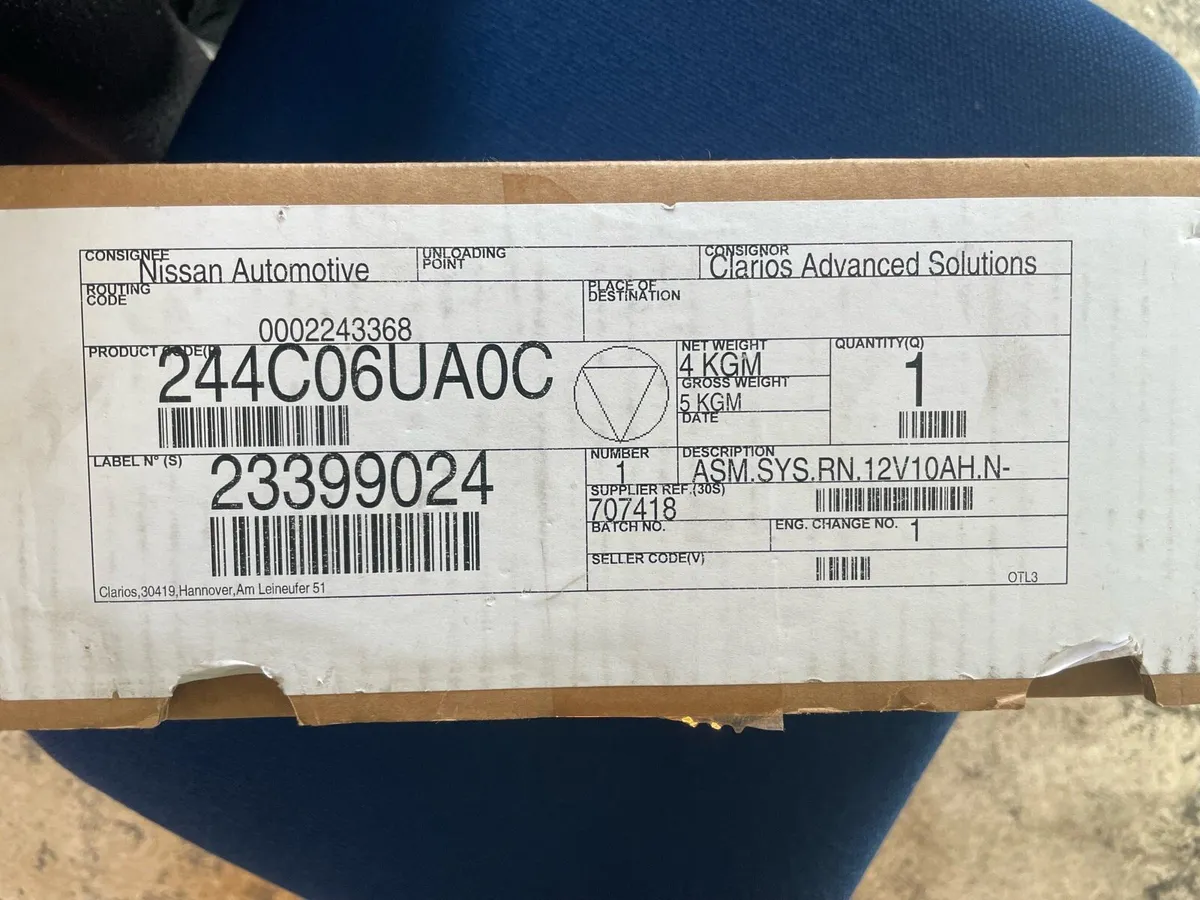 CONSIGNEE
Nissan Automotive
UNLOADING
POINT
CONSIGNOR
Clarios Advanced Solutions
ROUTING
CODE
0002243368
PLACE OF
DESTINATION
PRODUCT CODE(P)
244C06UA0C
NET WEIGHT
4 KGM
GROSS WEIGHT
5 KGM
DATE
QUANTITY(Q)
1
LABEL N° (S)
23399024
NUMBER
1
DESCRIPTION
ASM.SYS.RN.12V10AH.N-
SUPPLIER REF.(30S)
707418
BATCH NO.
ENG. CHANGE NO. 1
SELLER CODE(V)
Clarios,30419,Hannover,Am Leineufer 51
OTL3